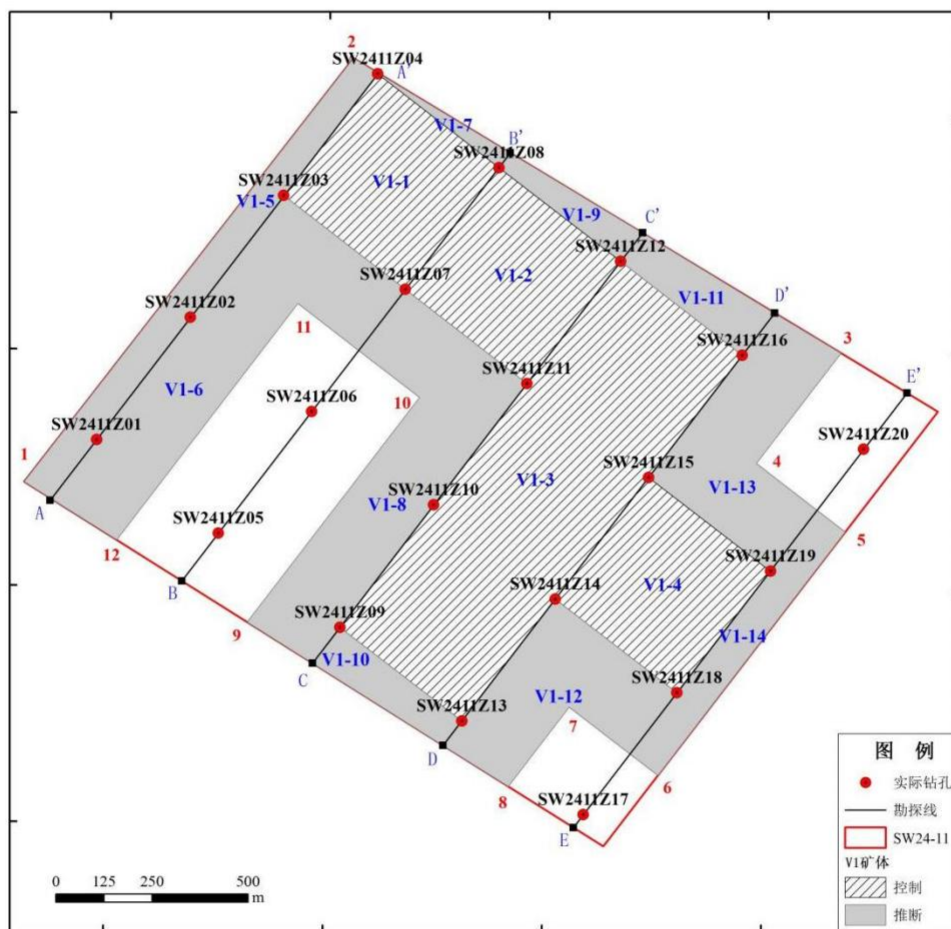 2
SW2411Z04
A'
V1-7
B'
SW2411Z08
SW2411Z03
V1-1
V1-5
V1-9
C'
SW2411Z12
V1-2
SW2411Z07
V1-11
D'
SW2411Z02
11
SW2411Z16
3
SW2411Z11
E'
V1-6
SW2411Z06
10
SW2411Z01
SW2411Z20
1
4
SW2411Z15
V1-3
A
SW2411Z10
V1-8
V1-13
SW2411Z05
12
5
SW2411Z19
B
SW2411Z14
V1-4
SW2411Z09
9
V1-14
V1-10
C
SW2411Z18
SW2411Z13
V1-12
7
D
6
8
SW2411Z17
E
图 例
实际钻孔
勘探线
SW24-11
V1矿体
控制
推断
0 125 250 500
m